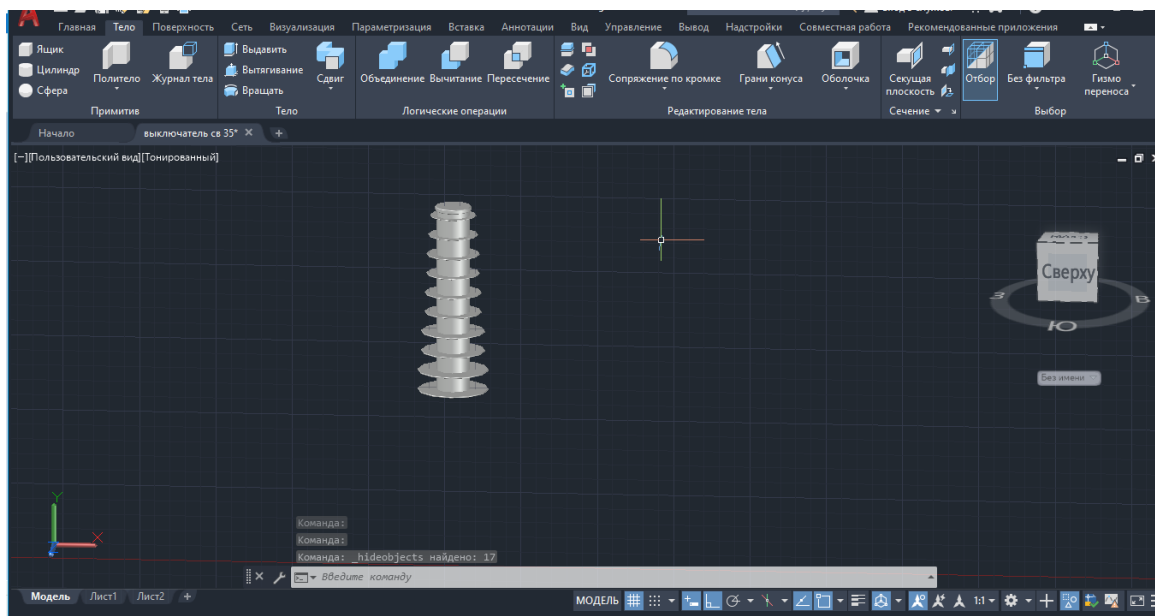 Главная Тело Поверхность Сеть Визуализация Параметризация Вставка Аннотации Вид Управление Вывод Надстройки Совместная работа Рекомендованные приложения
Ящик
Цилиндр
Сфера
Политело
Журнал тела
Выдавить
Вытягивание
Вращать
Сдвиг
Объединение Вычитание Пересечение
Сопряжение по кромке
Грани конуса
Оболочка
Секущая
плоскость
Отбор
Без фильтра
Гизмо
переноса
Примитив
Тело
Логические операции
Редактирование тела
Сечение
Выбор
Начало
выключатель св 35*
[−][Пользовательский вид][Тонированный]
Сверху
З
В
Ю
Без имени
Y
X
Команда:
Команда:
Команда: _hideobjects найдено: 17
Введите команду
Модель Лист1 Лист2 +
МОДЕЛЬ
1:1